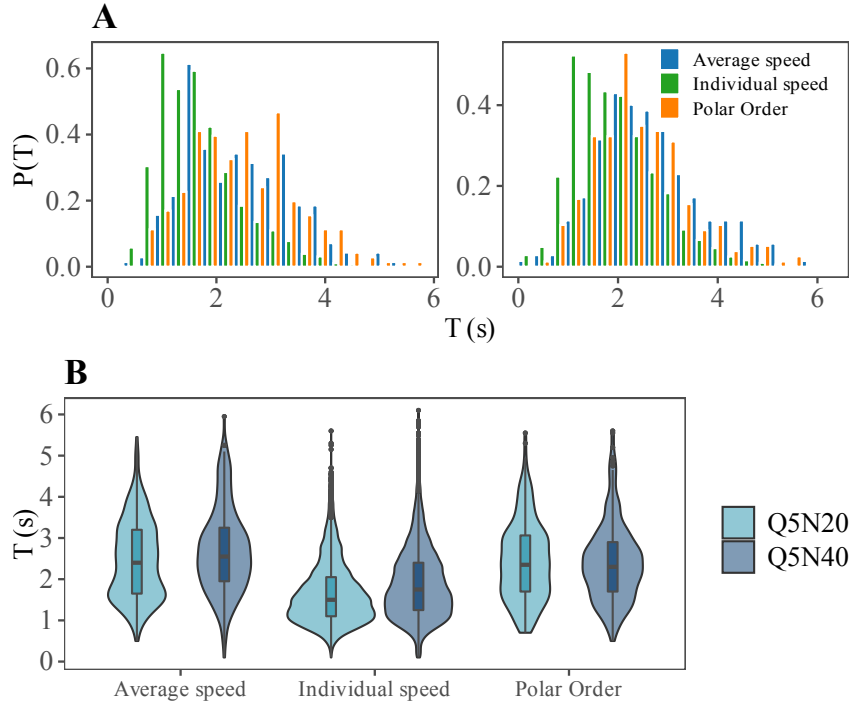 A
P(T)
0.6
0.4
0.2
0.0
0 2 4 6
0.4
0.2
0.0
0 2 4 6
Average speed
Individual speed
Polar Order
T (s)
B
T (s)
6
5
4
3
2
1
0
Average speed Individual speed Polar Order
Q5N20
Q5N40